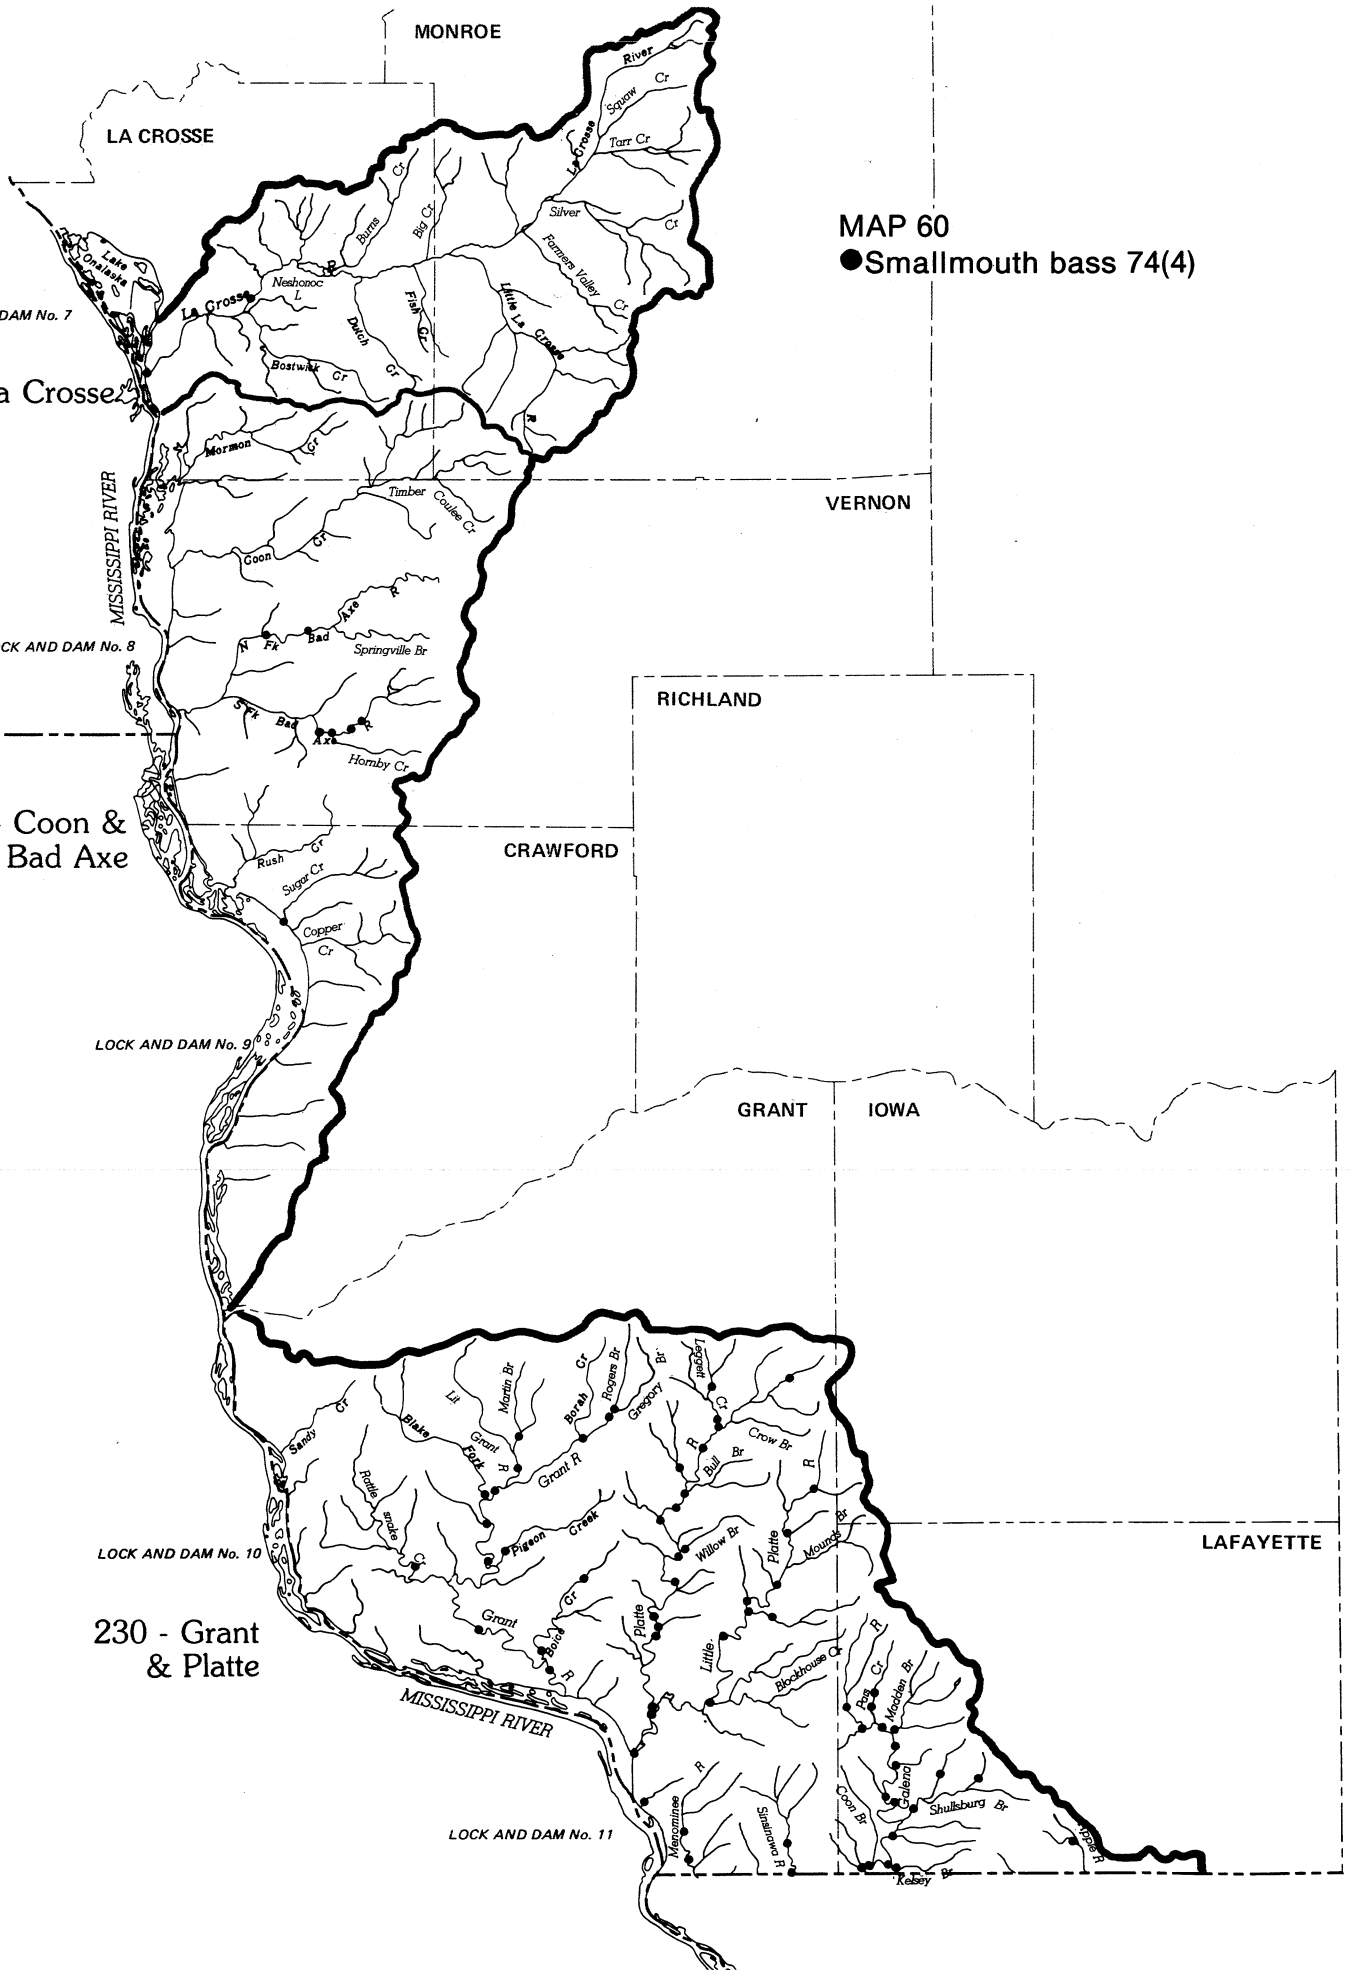 MONROE
LA CROSSE
MAP 60
Smallmouth bass 74(4)
La Crosse River
Squaw Cr
Tarr Cr
Silver Cr
Farmers Valley Cr
Burns Cr
Big Cr
Lake Onalaska
Neshonoc L
La Crosse R
Fish Cr
Dutch Cr
Little La Crosse R
Bostwick Cr
DAM No. 7
a Crosse
Mormon Cr
Timber Coulee Cr
VERNON
MISSISSIPPI RIVER
Coon Cr
N Fk Bad Axe R
Springville Br
CK AND DAM No. 8
RICHLAND
S Fk Bad Axe R
Hornby Cr
Coon &
Bad Axe
CRAWFORD
Rush Cr
Sugar Cr
Copper Cr
LOCK AND DAM No. 9
GRANT
IOWA
Sandy Cr
Blake Fork
Lit Grant R
Martin Br
Borah Cr
Rogers Br
Gregory Br
Leggett Cr
Crow Br
Bull Br
Rattle snake Cr
Grant R
Pigeon Creek
Willow Br
Platte R
Mounds Br
LAFAYETTE
LOCK AND DAM No. 10
230 - Grant
& Platte
Grant R
Boice Cr
Platte R
Little
Blockhouse Cr
Pats Cr
Madden Br
R
MISSISSIPPI RIVER
Menominee R
Sinsinawa R
Coon Br
Galena
Shullsburg Br
Apple R
Kelsey Br
LOCK AND DAM No. 11